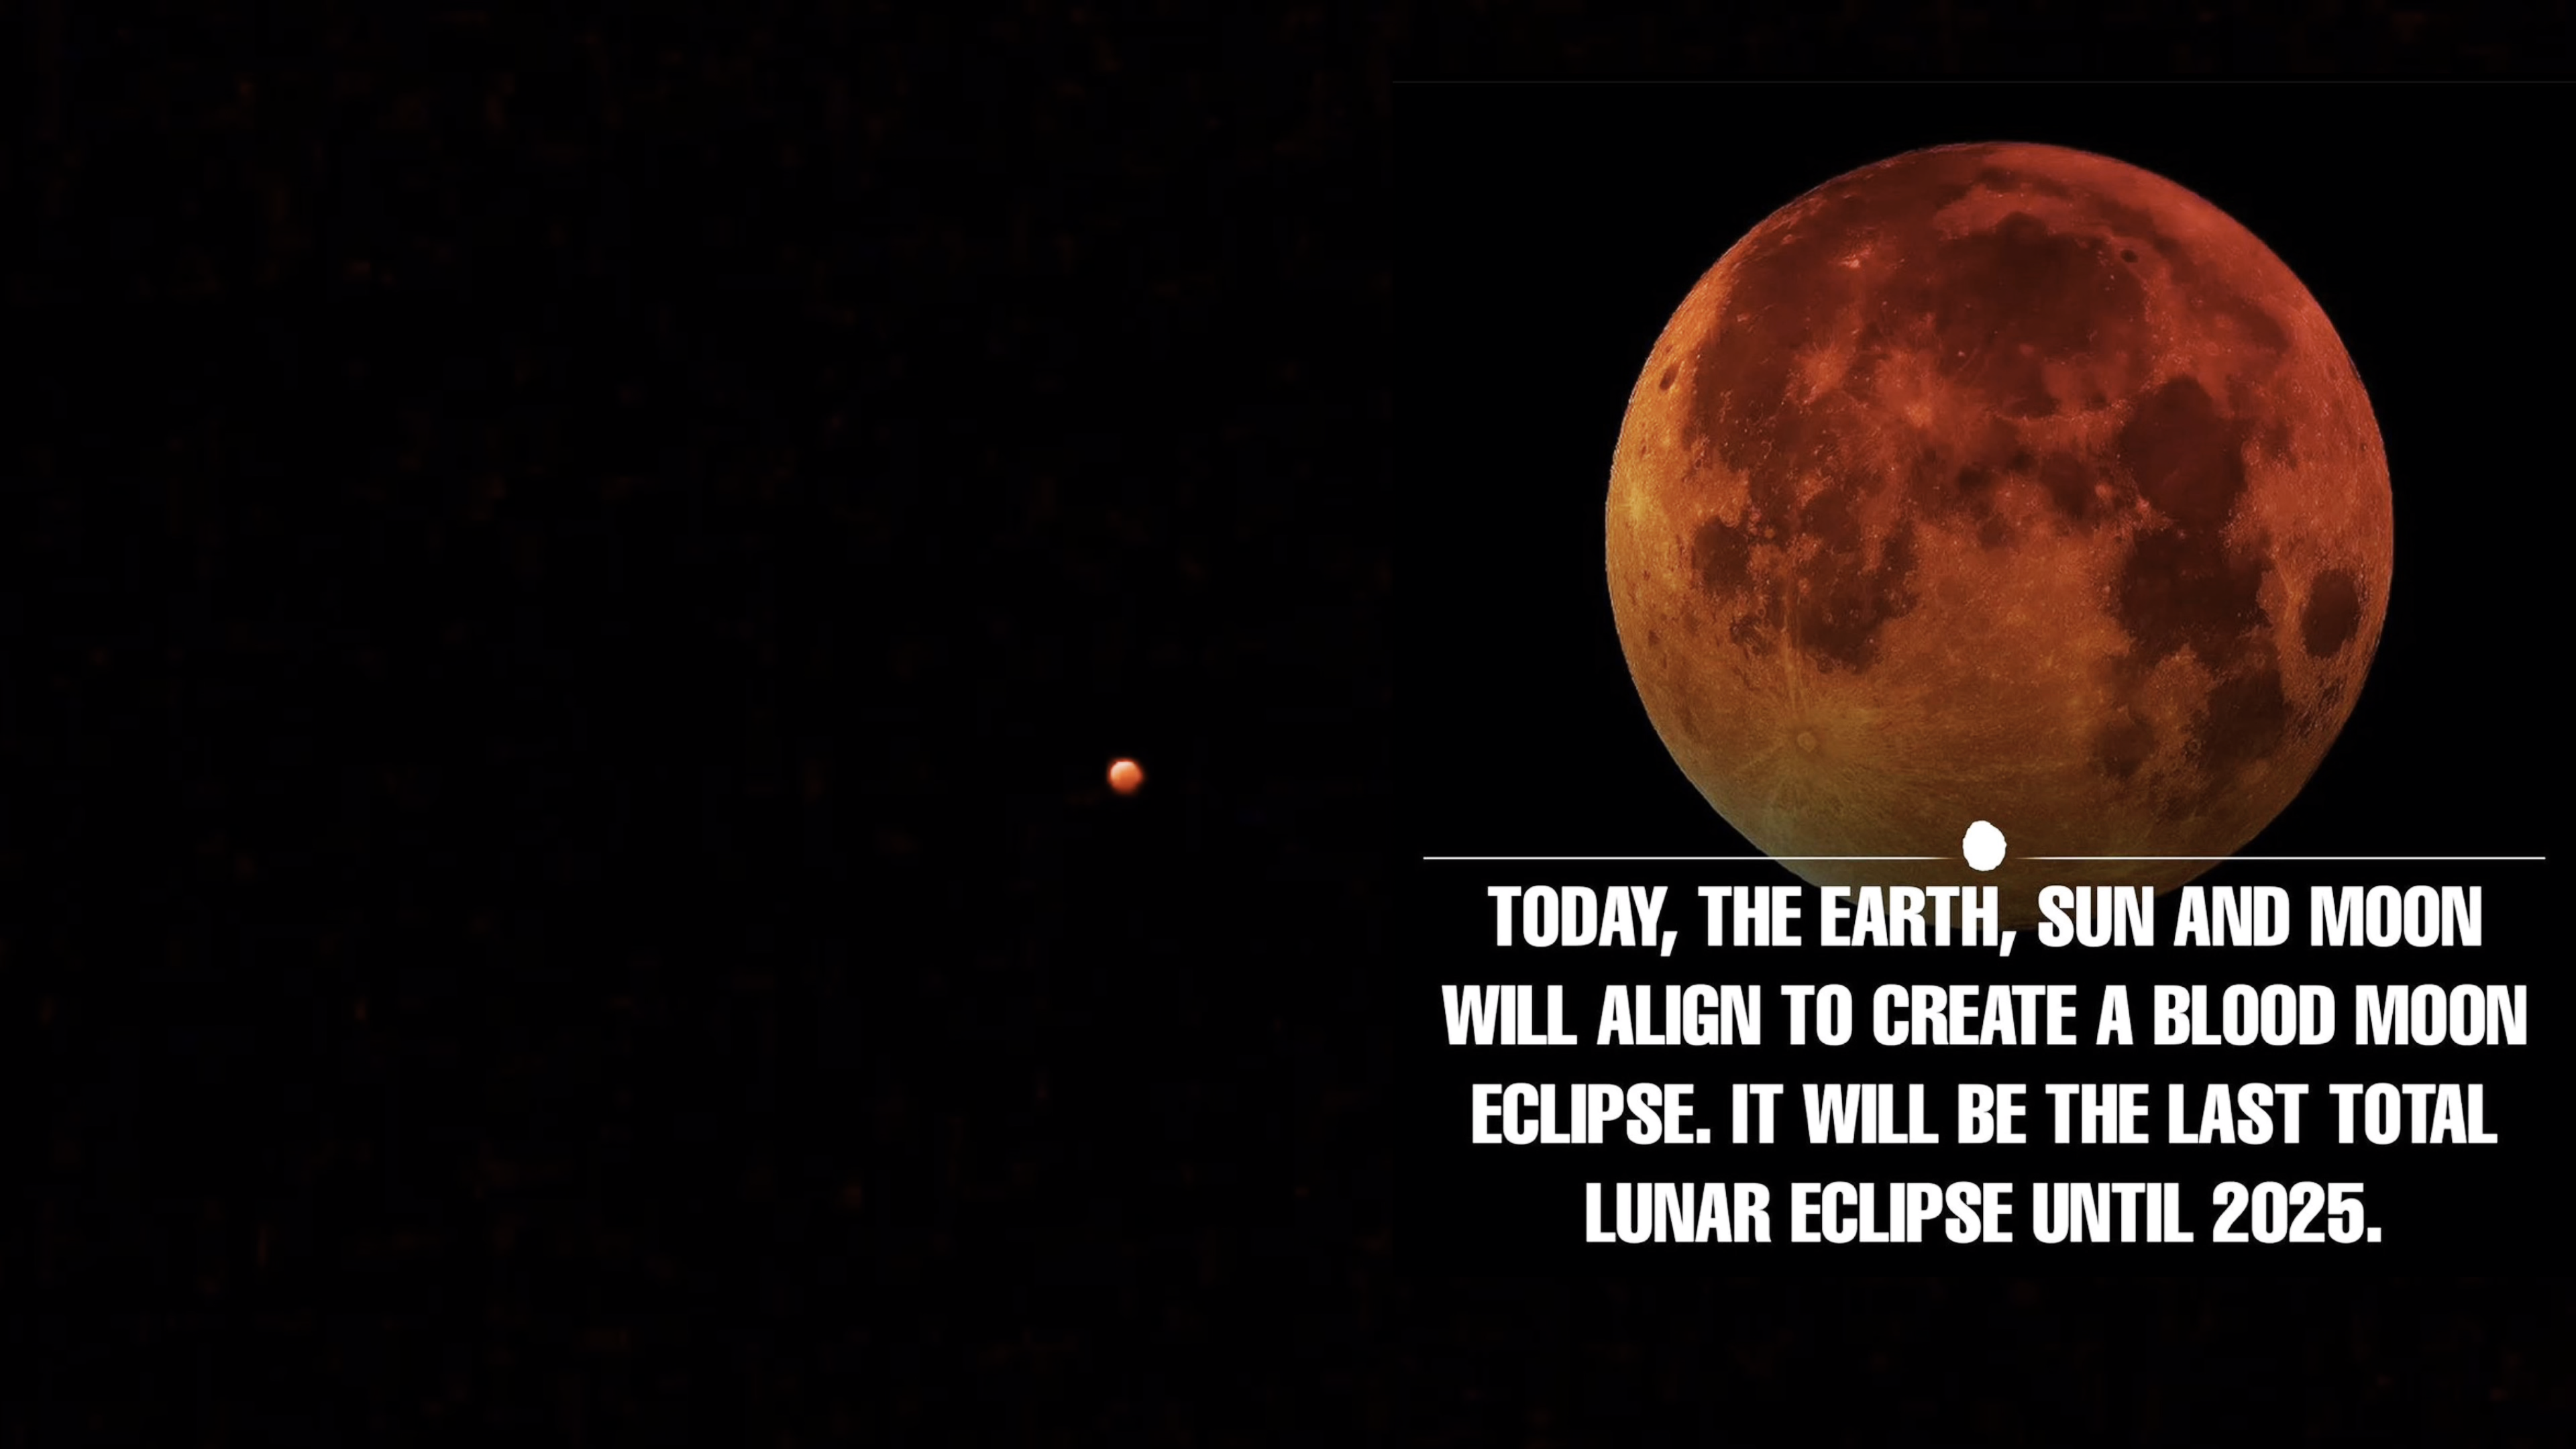 TODAY, THE EARTH, SUN AND MOON
WILL ALIGN TO CREATE A BLOOD MOON
ECLIPSE. IT WILL BE THE LAST TOTAL
LUNAR ECLIPSE UNTIL 2025.